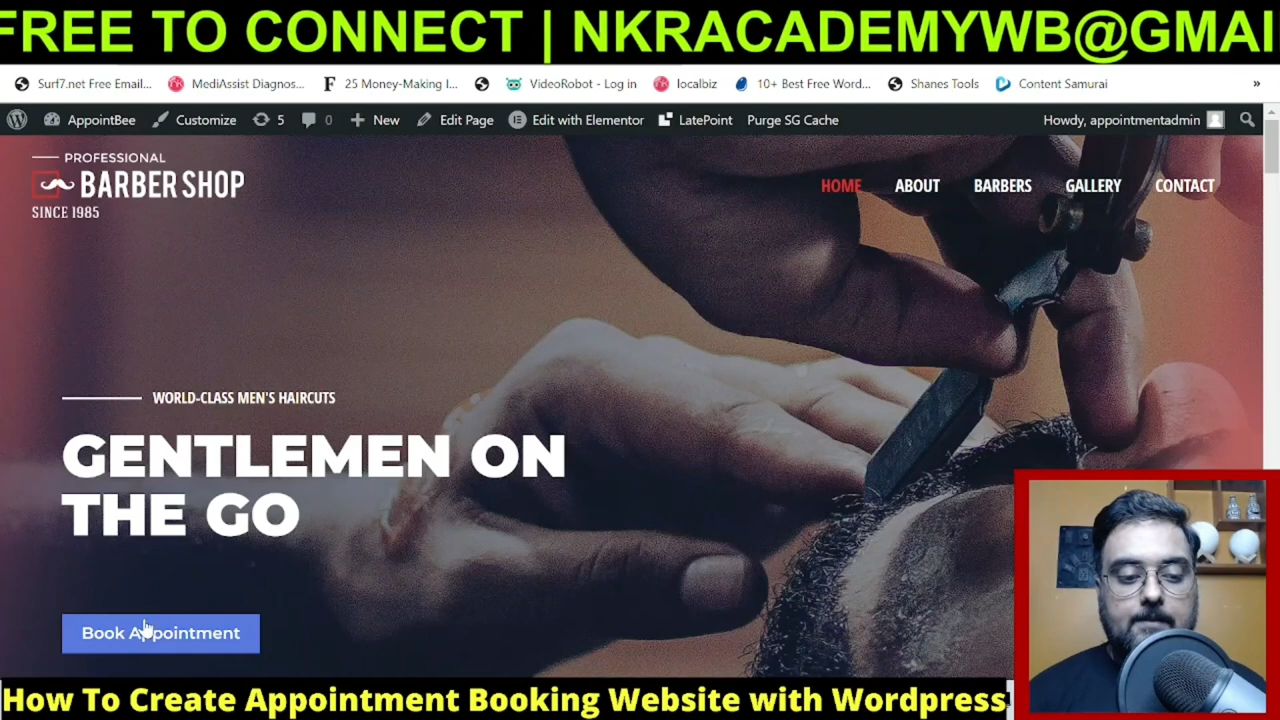 FREE TO CONNECT | NKRACADEMYWB@GMAI
Surf7.net Free Email... MediAssist Diagnos... 25 Money-Making I... VideoRobot - Log in localbiz 10+ Best Free Word... Shanes Tools Content Samurai »
AppointBee Customize 5 0 New Edit Page Edit with Elementor LatePoint Purge SG Cache Howdy, appointmentadmin
PROFESSIONAL
BARBER SHOP
SINCE 1985
HOME ABOUT BARBERS GALLERY CONTACT
WORLD-CLASS MEN'S HAIRCUTS
GENTLEMEN ON
THE GO
Book Appointment
How To Create Appointment Booking Website with Wordpress